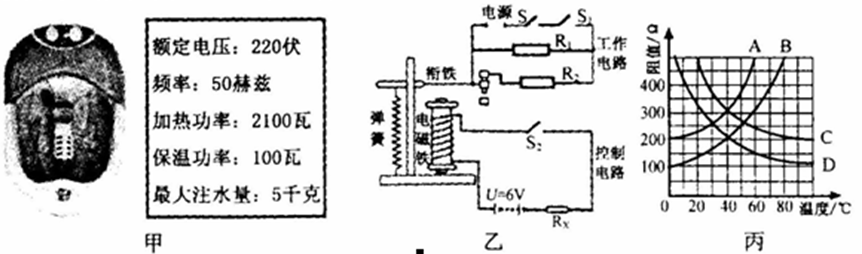 额定电压：220伏
频率：50赫兹
加热功率：2100瓦
保温功率：100瓦
最大注水量：5千克
甲
电源 S S₁
R₁ 工作电路
衔铁 R₂
弹簧
电磁铁
S₂
控制电路
U=6V
Rx
乙
阻值/Ω
A B
400
300
200
100
C
D
0 20 40 60 80 温度/℃
丙